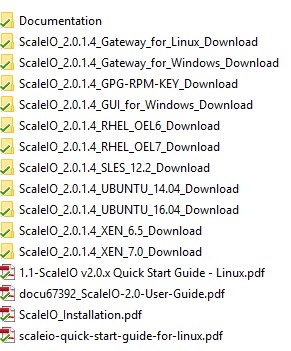 Documentation
ScaleIO_2.0.1.4_Gateway_for_Linux_Download
ScaleIO_2.0.1.4_Gateway_for_Windows_Download
ScaleIO_2.0.1.4_GPG-RPM-KEY_Download
ScaleIO_2.0.1.4_GUI_for_Windows_Download
ScaleIO_2.0.1.4_RHEL_OEL6_Download
ScaleIO_2.0.1.4_RHEL_OEL7_Download
ScaleIO_2.0.1.4_SLES_12.2_Download
ScaleIO_2.0.1.4_UBUNTU_14.04_Download
ScaleIO_2.0.1.4_UBUNTU_16.04_Download
ScaleIO_2.0.1.4_XEN_6.5_Download
ScaleIO_2.0.1.4_XEN_7.0_Download
1.1-ScaleIO v2.0.x Quick Start Guide - Linux.pdf
docu67392_ScaleIO-2.0-User-Guide.pdf
ScaleIO_Installation.pdf
scaleio-quick-start-guide-for-linux.pdf